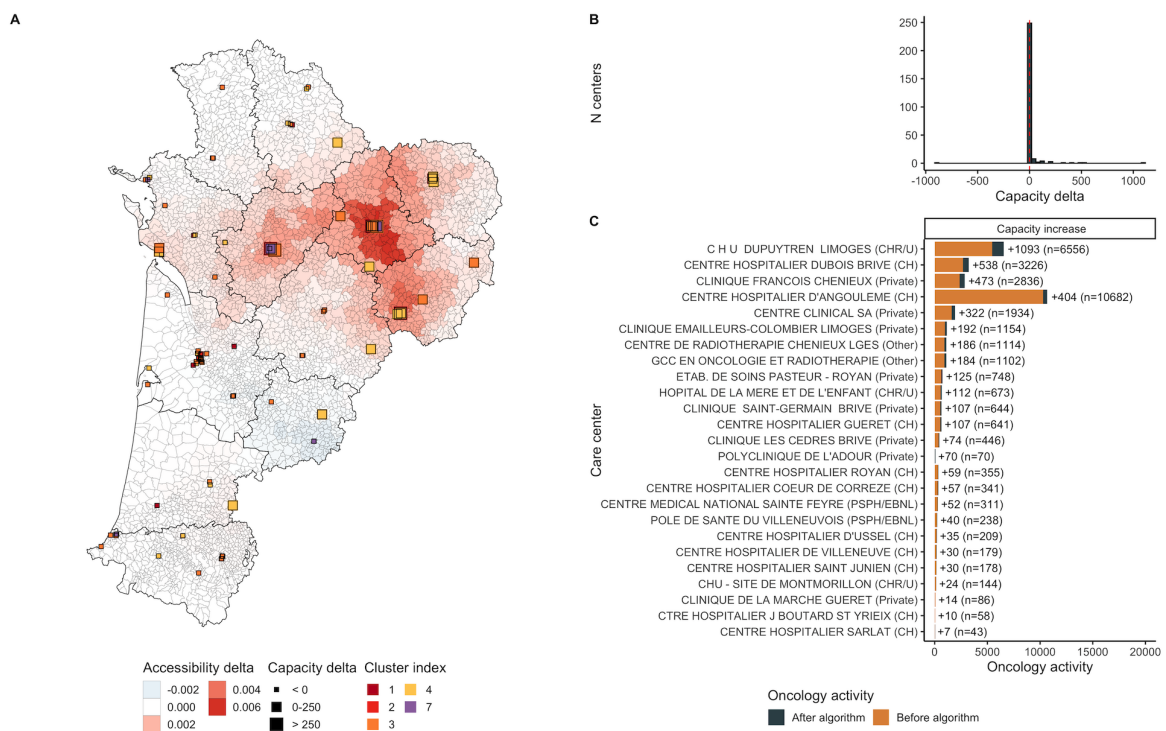 A
Accessibility delta
-0.002
0.000
0.002
0.004
0.006
Capacity delta
< 0
0-250
> 250
Cluster index
1
2
3
4
7
B
N centers
250
200
150
100
50
0
-1000
-500
0
500
1000
Capacity delta
C
Capacity increase
Care center
C H U DUPUYTREN LIMOGES (CHR/U) +1093 (n=6556)
CENTRE HOSPITALIER DUBOIS BRIVE (CH) +538 (n=3226)
CLINIQUE FRANCOIS CHENIEUX (Private) +473 (n=2836)
CENTRE HOSPITALIER D'ANGOULEME (CH) +404 (n=10682)
CENTRE CLINICAL SA (Private) +322 (n=1934)
CLINIQUE EMAILLEURS-COLOMBIER LIMOGES (Private) +192 (n=1154)
CENTRE DE RADIOTHERAPIE CHENIEUX LGES (Other) +186 (n=1114)
GCC EN ONCOLOGIE ET RADIOTHERAPIE (Other) +184 (n=1102)
ETAB. DE SOINS PASTEUR - ROYAN (Private) +125 (n=748)
HOPITAL DE LA MERE ET DE L'ENFANT (CHR/U) +112 (n=673)
CLINIQUE SAINT-GERMAIN BRIVE (Private) +107 (n=644)
CENTRE HOSPITALIER GUERET (CH) +107 (n=641)
CLINIQUE LES CEDRES BRIVE (Private) +74 (n=446)
POLYCLINIQUE DE L'ADOUR (Private) +70 (n=70)
CENTRE HOSPITALIER ROYAN (CH) +59 (n=355)
CENTRE HOSPITALIER COEUR DE CORREZE (CH) +57 (n=341)
CENTRE MEDICAL NATIONAL SAINTE FEYRE (PSPH/EBNL) +52 (n=311)
POLE DE SANTE DU VILLENEUVOIS (PSPH/EBNL) +40 (n=238)
CENTRE HOSPITALIER D'USSEL (CH) +35 (n=209)
CENTRE HOSPITALIER DE VILLENEUVE (CH) +30 (n=179)
CENTRE HOSPITALIER SAINT JUNIEN (CH) +30 (n=178)
CHU - SITE DE MONTMORILLON (CHR/U) +24 (n=144)
CLINIQUE DE LA MARCHE GUERET (Private) +14 (n=86)
CTRE HOSPITALIER J BOUTARD ST YRIEIX (CH) +10 (n=58)
CENTRE HOSPITALIER SARLAT (CH) +7 (n=43)
0
5000
10000
15000
20000
Oncology activity
Oncology activity
After algorithm
Before algorithm